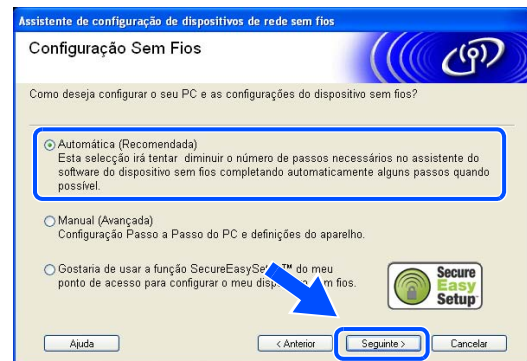 Assistente de configuração de dispositivos de rede sem fios
Configuração Sem Fios
Como deseja configurar o seu PC e as configurações do dispositivo sem fios?
Automática (Recomendada)
Esta selecção irá tentar diminuir o número de passos necessários no assistente do
software do dispositivo sem fios completando automaticamente alguns passos quando
possível.
Manual (Avançada)
Configuração Passo a Passo do PC e definições do aparelho.
Gostaria de usar a função do meu
ponto de acesso para configurar o meu fios.
Secure
Easy
Setup
Ajuda
< Anterior
Seguinte >
Cancelar